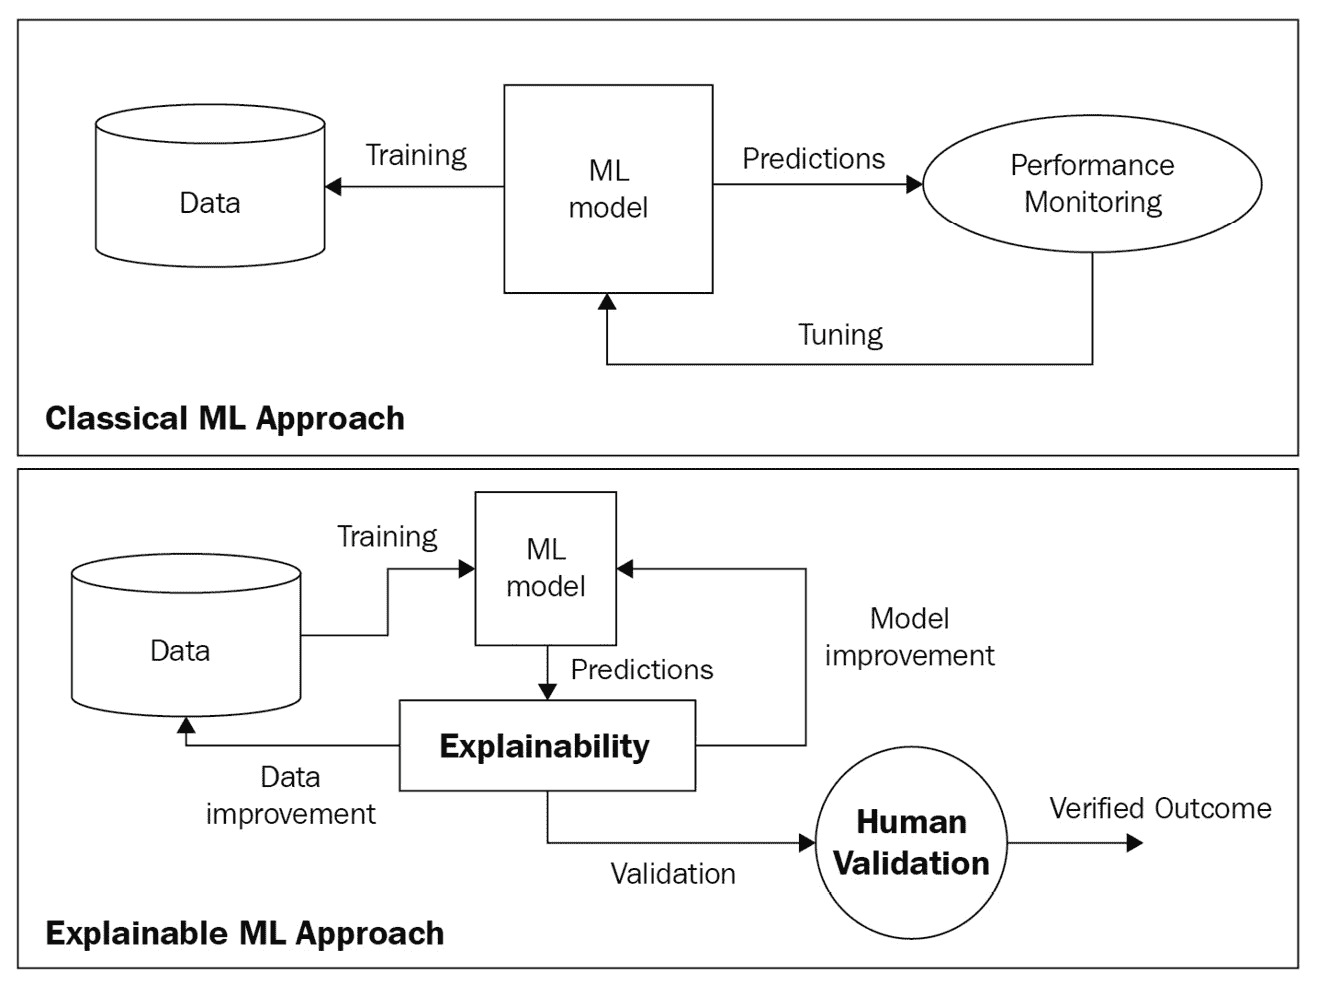 Training
Predictions
ML
model
Performance
Monitoring
Data
Tuning
Classical ML Approach
Training
ML
model
Model
improvement
Data
Predictions
Explainability
Data
improvement
Human
Validation
Verified Outcome
Validation
Explainable ML Approach